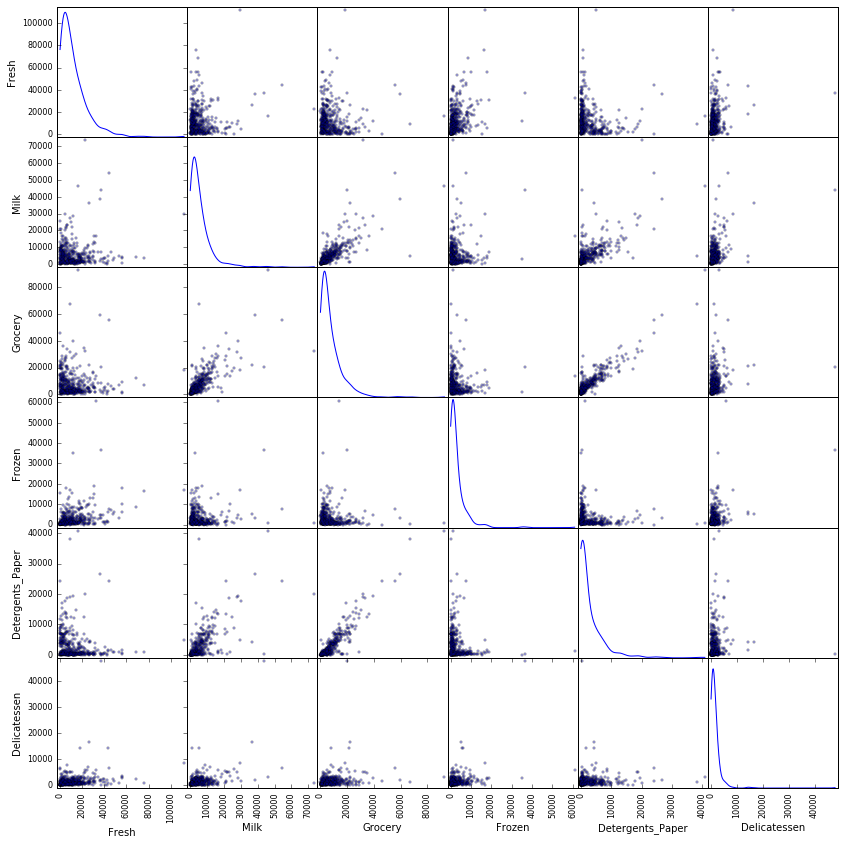 Fresh
100000
80000
60000
40000
20000
0
Milk
70000
60000
50000
40000
30000
20000
10000
0
Grocery
80000
60000
40000
20000
0
Frozen
60000
50000
40000
30000
20000
10000
0
Detergents_Paper
40000
30000
20000
10000
0
Delicatessen
40000
30000
20000
10000
0
0 20000 40000 60000 80000 100000
0 10000 20000 30000 40000 50000 60000 70000
0 20000 40000 60000 80000
0 10000 20000 30000 40000 50000 60000
0 10000 20000 30000 40000
0 10000 20000 30000 40000
Fresh Milk Grocery Frozen Detergents_Paper Delicatessen